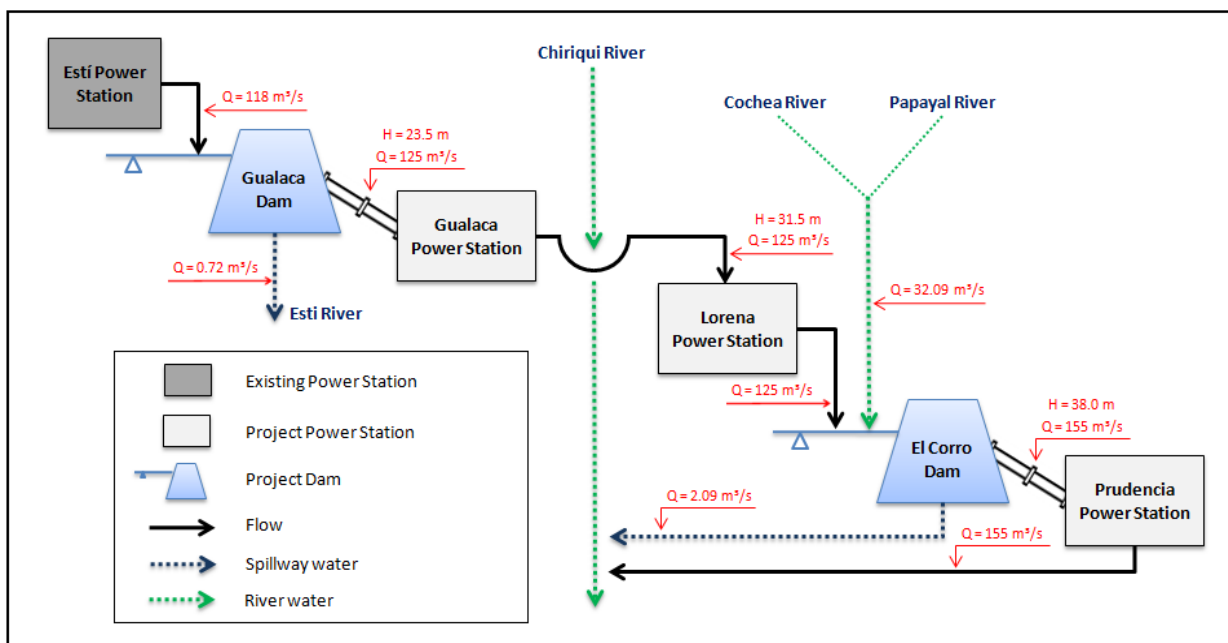 Estí Power
Station
Q = 118 m³/s
Chiriqui River
Cochea River
Papayal River
H = 23.5 m
Q = 125 m³/s
Gualaca
Dam
Gualaca
Power Station
H = 31.5 m
Q = 125 m³/s
Q = 0.72 m³/s
Esti River
Q = 32.09 m³/s
Lorena
Power Station
Q = 125 m³/s
H = 38.0 m
Q = 155 m³/s
El Corro
Dam
Prudencia
Power Station
Q = 2.09 m³/s
Q = 155 m³/s
Existing Power Station
Project Power Station
Project Dam
Flow
Spillway water
River water